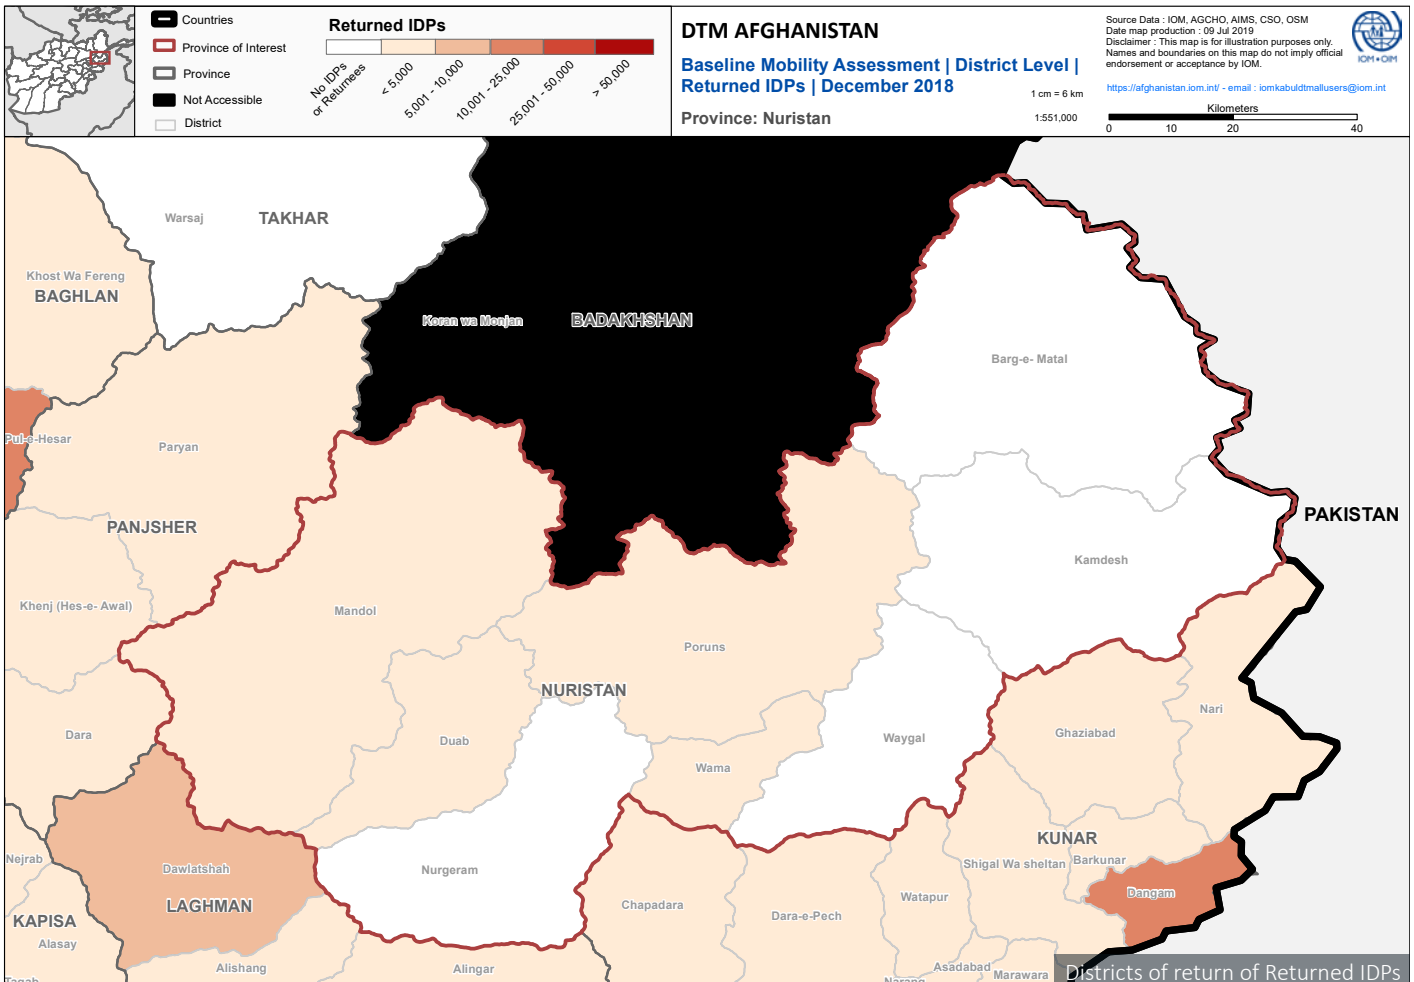 Countries
Province of Interest
Province
Not Accessible
District
Returned IDPs
No IDPs
or Returnees
< 5,000
5,001 - 10,000
10,001 - 25,000
25,001 - 50,000
> 50,000
DTM AFGHANISTAN
Baseline Mobility Assessment | District Level |
Returned IDPs | December 2018
Province: Nuristan
1 cm = 6 km
1:551,000
Source Data : IOM, AGCHO, AIMS, CSO, OSM
Date map production : 09 Jul 2019
Disclaimer : This map is for illustration purposes only.
Names and boundaries on this map do not imply official
endorsement or acceptance by IOM.
IOM•OIM
https://afghanistan.iom.int/ - email : iomkabuldtmallusers@iom.int
Kilometers
0 10 20 40
Warsaj
TAKHAR
Khost Wa Fereng
BAGHLAN
Koran wa Monjan
BADAKHSHAN
Barg-e- Matal
Pul-e-Hesar
Paryan
PANJSHER
PAKISTAN
Kamdesh
Khenj (Hes-e- Awal)
Mandol
Poruns
NURISTAN
Nari
Dara
Duab
Waygal
Ghaziabad
Wama
KUNAR
Nejrab
Dawlatshah
Nurgeram
Shigal Wa sheltan
Barkunar
Dangam
LAGHMAN
Chapadara
Dara-e-Pech
Watapur
KAPISA
Alasay
Alishang
Alingar
Asadabad
Marawara
Tagab
Narang
Districts of return of Returned IDPs